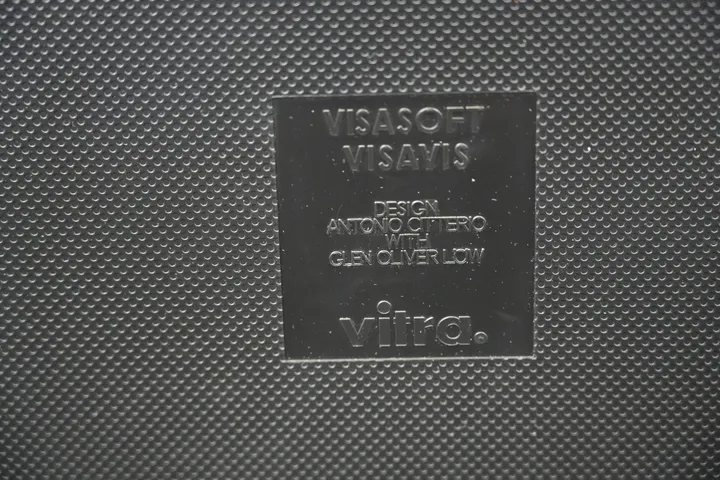 VISASOFT
VISAVIS
DESIGN
ANTONIO CITTERIO
WITH
GLEN OLIVER LÖW
vitra.